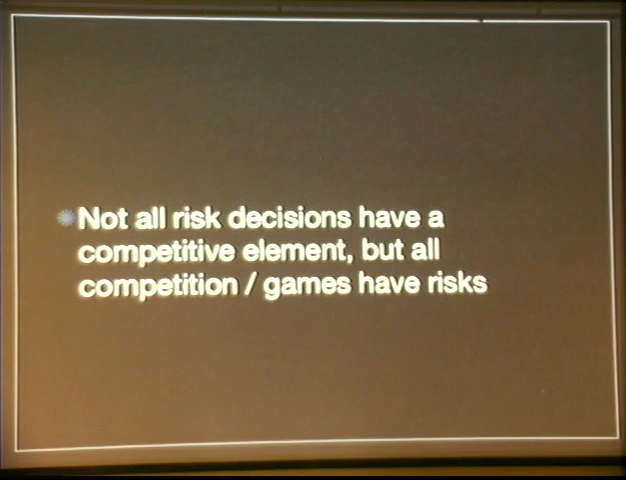 Not all risk decisions have a
competitive element, but all
competition / games have risks